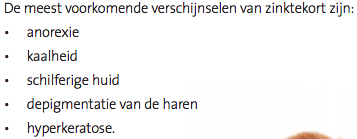 De meest voorkomende verschijnselen van zinktekort zijn:
• anorexie
• kaalheid
• schilferige huid
• depigmentatie van de haren
• hyperkeratose.